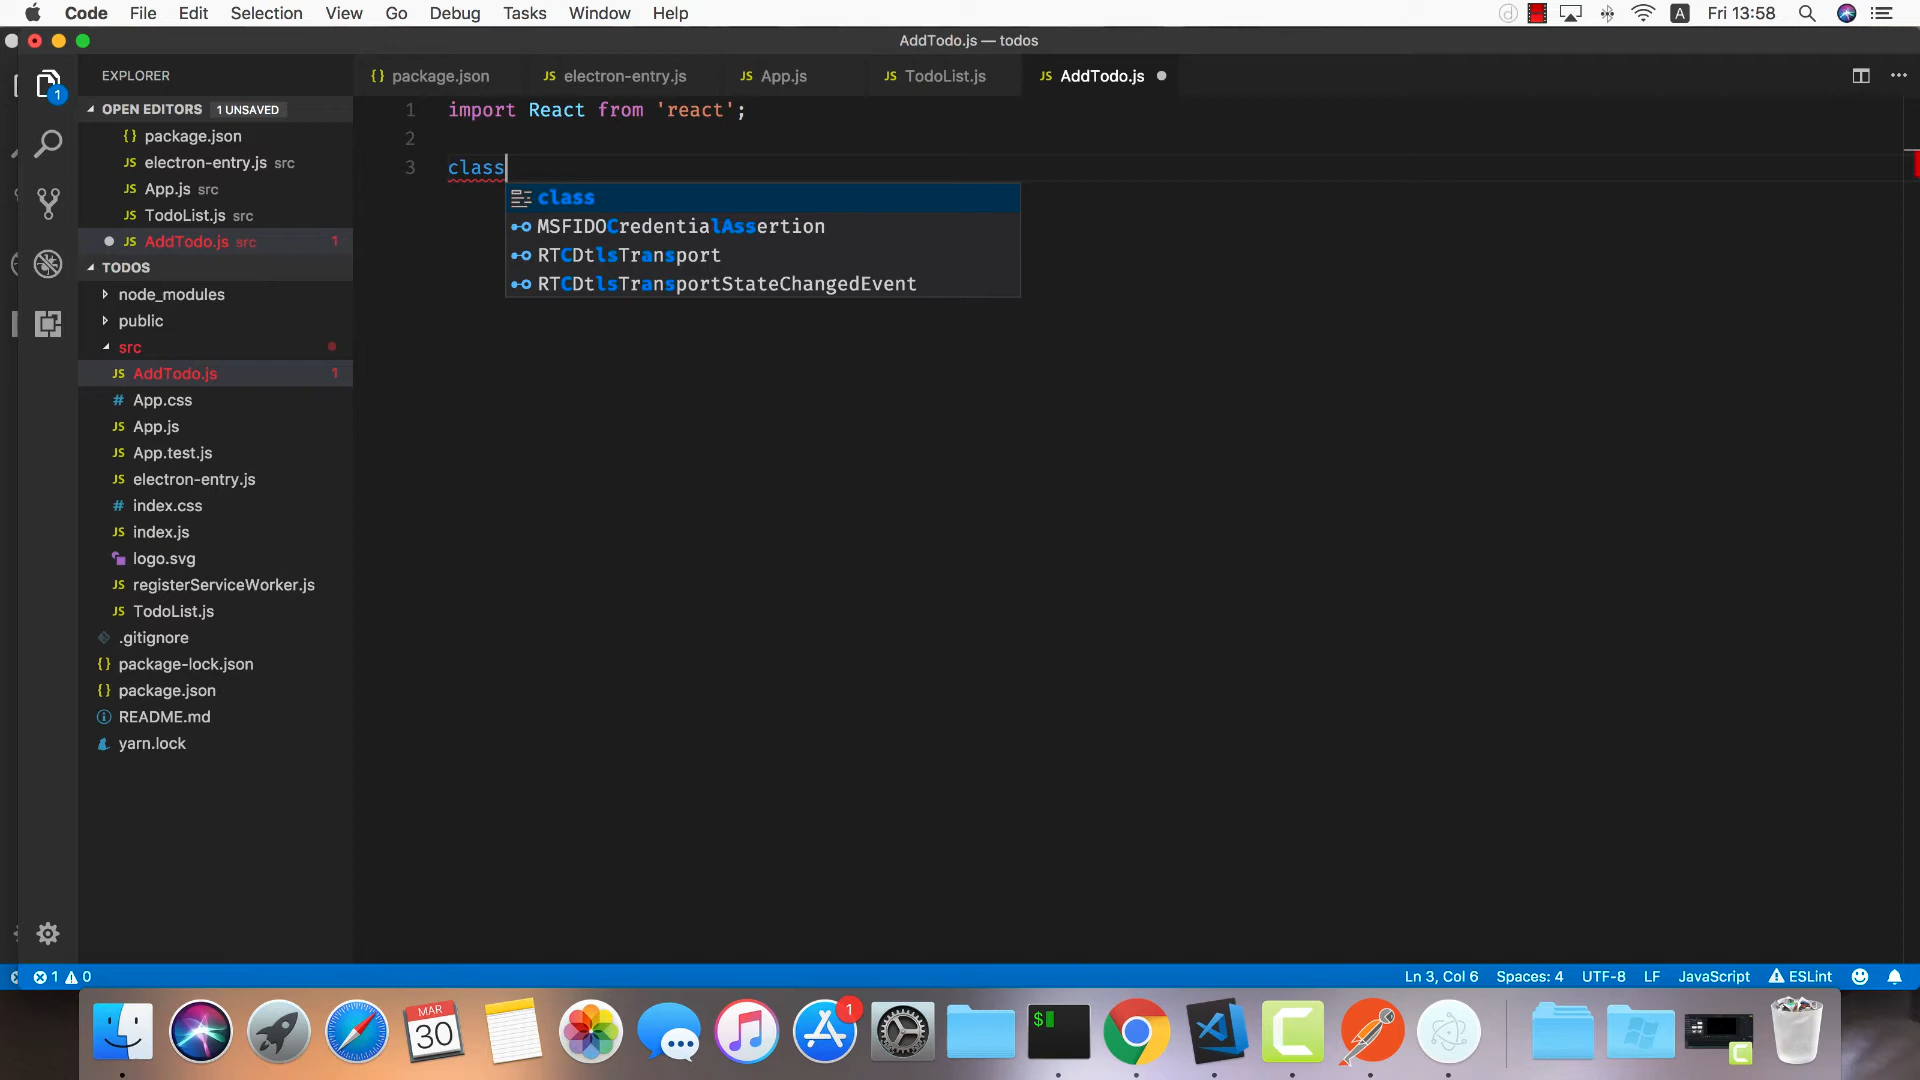 Code File Edit Selection View Go Debug Tasks Window Help
A Fri 13:58
AddTodo.js — todos
EXPLORER
package.json
electron-entry.js
App.js
TodoList.js
AddTodo.js
OPEN EDITORS 1 UNSAVED
package.json
electron-entry.js src
App.js src
TodoList.js src
AddTodo.js src 1
TODOS
node_modules
public
src
AddTodo.js 1
App.css
App.js
App.test.js
electron-entry.js
index.css
index.js
logo.svg
registerServiceWorker.js
TodoList.js
.gitignore
package-lock.json
package.json
README.md
yarn.lock
1 import React from 'react';
2
3 class
class
MSFIDOCredentialAssertion
RTCDtlsTransport
RTCDtlsTransportStateChangedEvent
1 0
Ln 3, Col 6 Spaces: 4 UTF-8 LF JavaScript ESLint
MAR
30
1
$